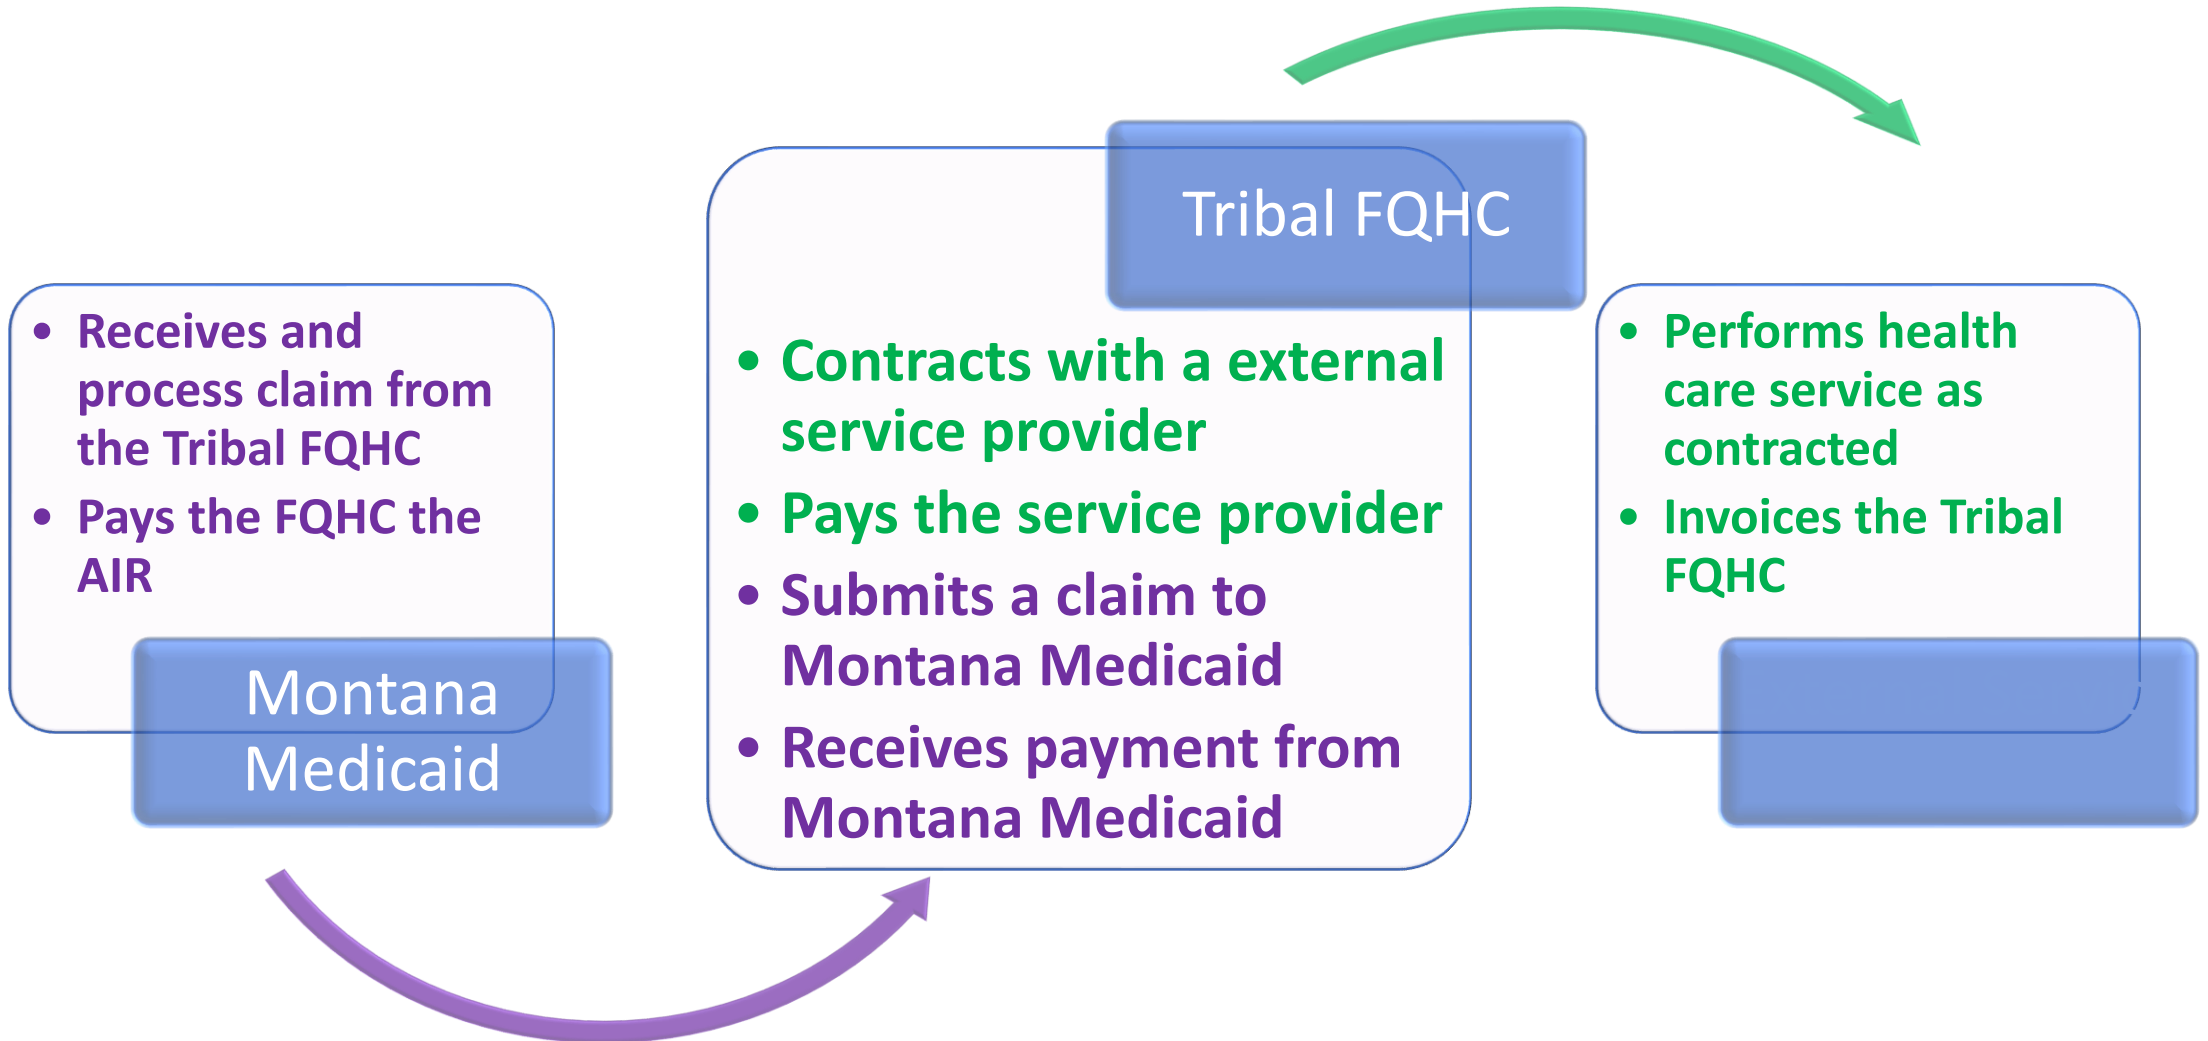 • Receives and
process claim from
the Tribal FQHC
• Pays the FQHC the
AIR
Montana
Medicaid
Tribal FQHC
• Contracts with a external
service provider
• Pays the service provider
• Submits a claim to
Montana Medicaid
• Receives payment from
Montana Medicaid
• Performs health
care service as
contracted
• Invoices the Tribal
FQHC